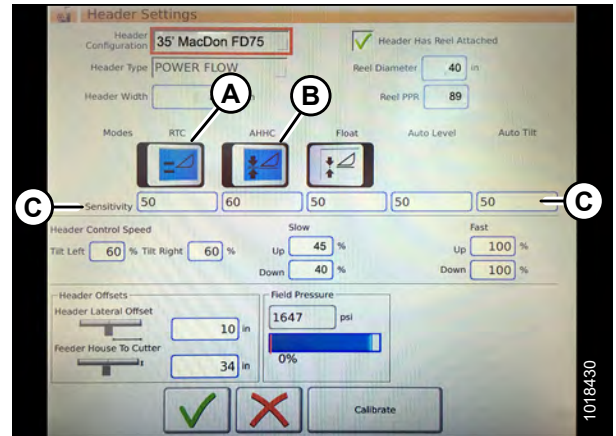 Header Settings
Header Configuration 35' MacDon FD75 Header Has Reel Attached
Header Type POWER FLOW Reel Diameter 40 in
Header Width Reel PPR 89
A B
Modes RTC AHHC Float Auto Level Auto Tilt
C Sensitivity 50 60 50 50 50 C
Header Control Speed Slow Fast
Tilt Left 60 % Tilt Right 60 % Up 45 % Up 100 %
Down 40 % Down 100 %
Header Offsets Field Pressure
Header Lateral Offset 1647 psi
10 in
0%
Feeder House To Cutter
34 in
Calibrate
1018430